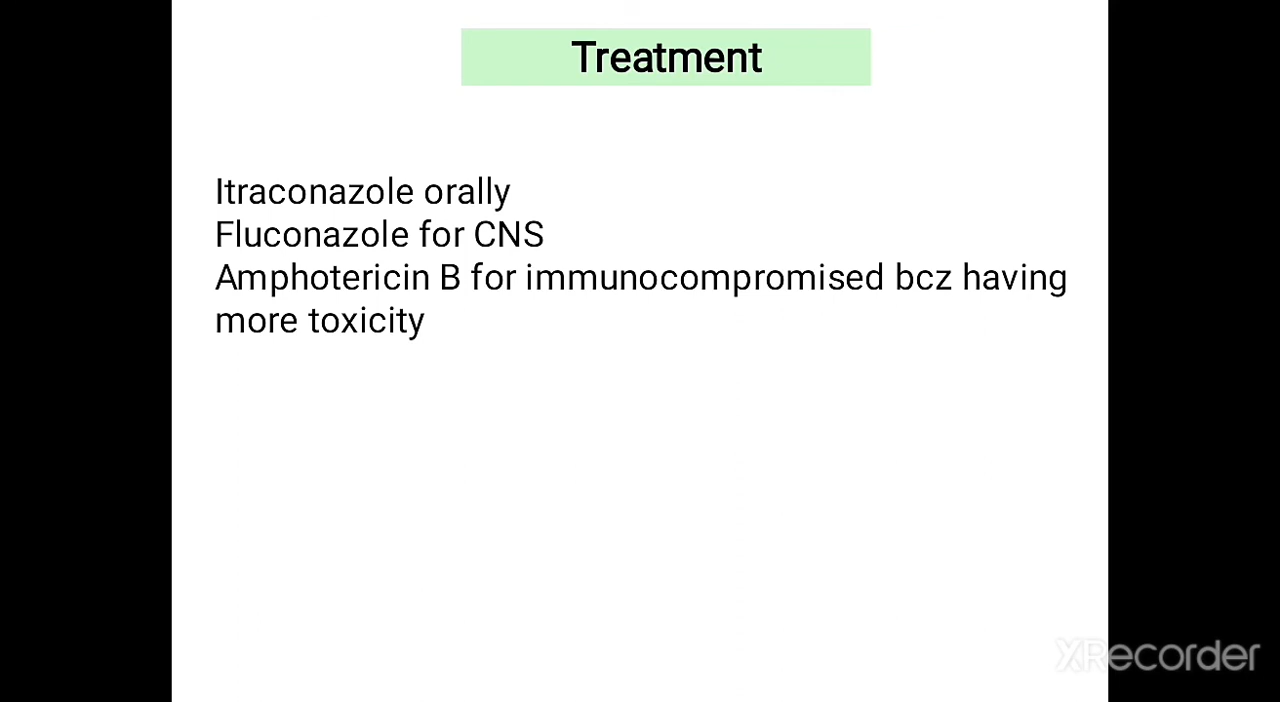 Treatment
Itraconazole orally
Fluconazole for CNS
Amphotericin B for immunocompromised bcz having
more toxicity
XRecorder